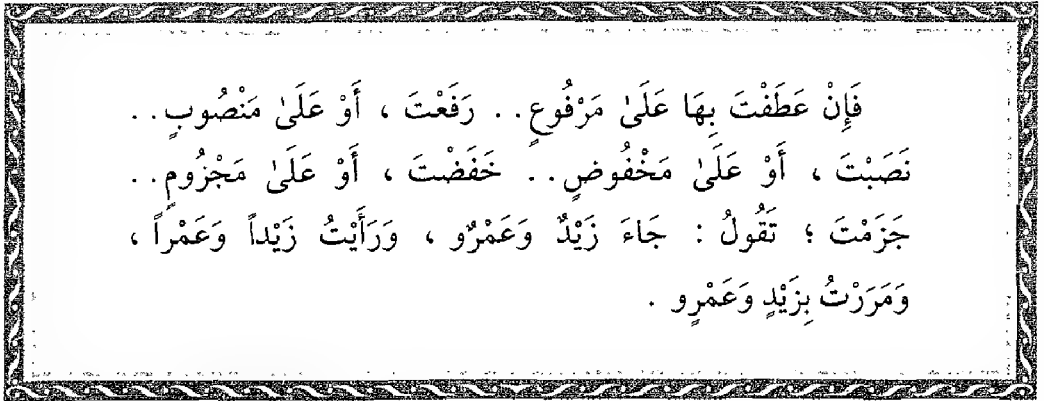 فَإِنْ عَطَفْتَ بِهَا عَلَىٰ مَرْفُوعٍ . . رَفَعْتَ ، أَوْ عَلَىٰ مَنْصُوبٍ . .
نَصَبْتَ ، أَوْ عَلَىٰ مَخْفُوضٍ . . خَفَضْتَ ، أَوْ عَلَىٰ مَجْزُومٍ . .
جَزَمْتَ ؛ تَقُولُ : جَاءَ زَيْدٌ وَعَمْرٌو ، وَرَأَيْتُ زَيْداً وَعَمْراً ،
وَمَرَرْتُ بِزَيْدٍ وَعَمْرٍو .